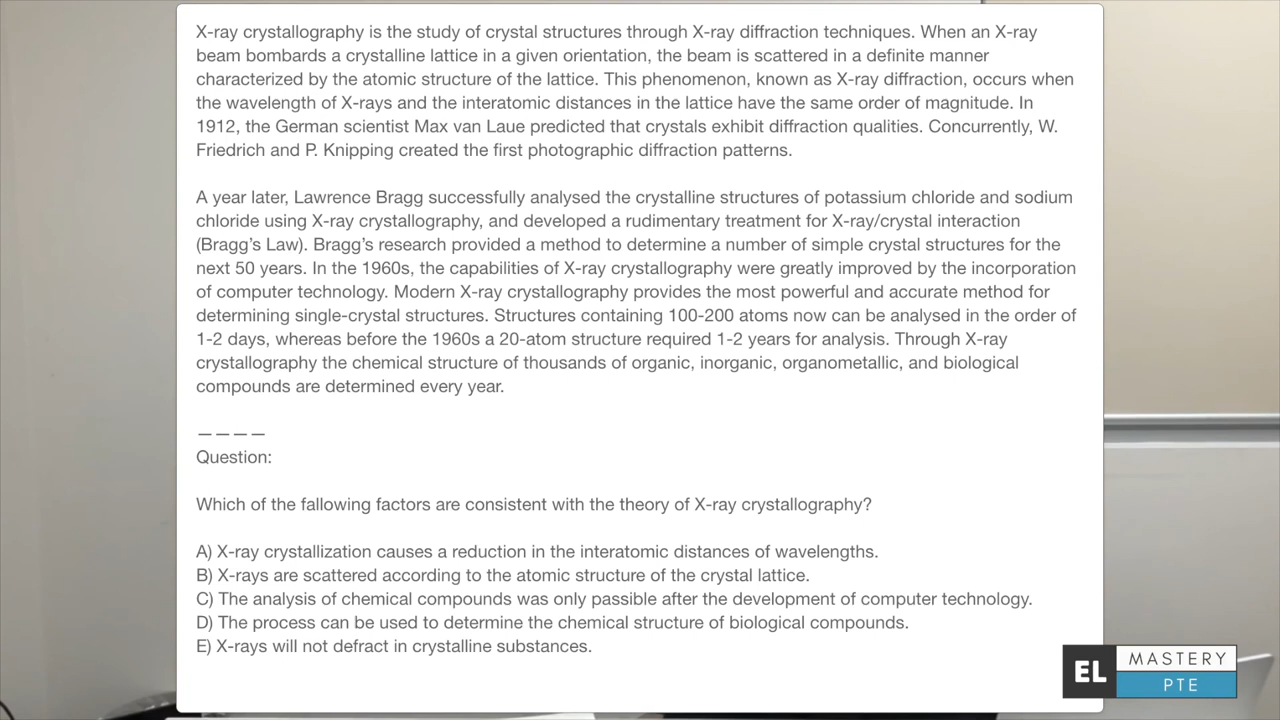 X-ray crystallography is the study of crystal structures through X-ray diffraction techniques. When an X-ray
beam bombards a crystalline lattice in a given orientation, the beam is scattered in a definite manner
characterized by the atomic structure of the lattice. This phenomenon, known as X-ray diffraction, occurs when
the wavelength of X-rays and the interatomic distances in the lattice have the same order of magnitude. In
1912, the German scientist Max van Laue predicted that crystals exhibit diffraction qualities. Concurrently, W.
Friedrich and P. Knipping created the first photographic diffraction patterns.
A year later, Lawrence Bragg successfully analysed the crystalline structures of potassium chloride and sodium
chloride using X-ray crystallography, and developed a rudimentary treatment for X-ray/crystal interaction
(Bragg's Law). Bragg's research provided a method to determine a number of simple crystal structures for the
next 50 years. In the 1960s, the capabilities of X-ray crystallography were greatly improved by the incorporation
of computer technology. Modern X-ray crystallography provides the most powerful and accurate method for
determining single-crystal structures. Structures containing 100-200 atoms now can be analysed in the order of
1-2 days, whereas before the 1960s a 20-atom structure required 1-2 years for analysis. Through X-ray
crystallography the chemical structure of thousands of organic, inorganic, organometallic, and biological
compounds are determined every year.
————
Question:
Which of the fallowing factors are consistent with the theory of X-ray crystallography?
A) X-ray crystallization causes a reduction in the interatomic distances of wavelengths.
B) X-rays are scattered according to the atomic structure of the crystal lattice.
C) The analysis of chemical compounds was only passible after the development of computer technology.
D) The process can be used to determine the chemical structure of biological compounds.
E) X-rays will not defract in crystalline substances.
EL MASTERY
PTE